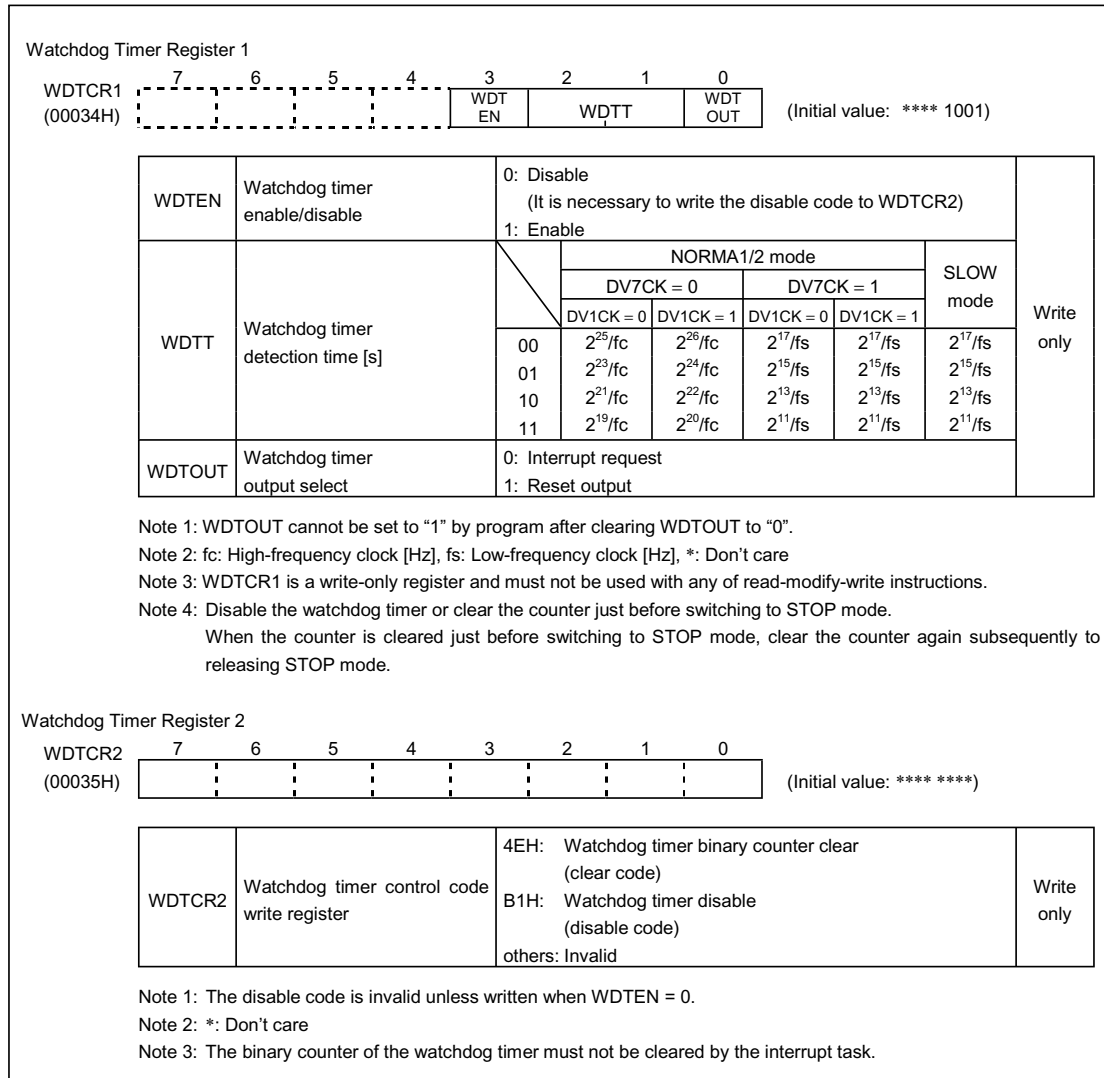 Watchdog Timer Register 1
WDTCR1 7 6 5 4 3 2 1 0
(00034H) WDT EN WDTT WDT OUT (Initial value: **** 1001)
WDTEN Watchdog timer enable/disable 0: Disable
(It is necessary to write the disable code to WDTCR2)
1: Enable
Write only
WDTT Watchdog timer detection time [s]
NORMA1/2 mode SLOW mode
DV7CK = 0 DV7CK = 1
DV1CK = 0 DV1CK = 1 DV1CK = 0 DV1CK = 1
00 2^25/fc 2^26/fc 2^17/fs 2^17/fs 2^17/fs
01 2^23/fc 2^24/fc 2^15/fs 2^15/fs 2^15/fs
10 2^21/fc 2^22/fc 2^13/fs 2^13/fs 2^13/fs
11 2^19/fc 2^20/fc 2^11/fs 2^11/fs 2^11/fs
WDTOUT Watchdog timer output select 0: Interrupt request
1: Reset output
Note 1: WDTOUT cannot be set to “1” by program after clearing WDTOUT to “0”.
Note 2: fc: High-frequency clock [Hz], fs: Low-frequency clock [Hz], *: Don’t care
Note 3: WDTCR1 is a write-only register and must not be used with any of read-modify-write instructions.
Note 4: Disable the watchdog timer or clear the counter just before switching to STOP mode.
When the counter is cleared just before switching to STOP mode, clear the counter again subsequently to
releasing STOP mode.
Watchdog Timer Register 2
WDTCR2 7 6 5 4 3 2 1 0
(00035H) (Initial value: **** ****)
WDTCR2 Watchdog timer control code write register
4EH: Watchdog timer binary counter clear
(clear code)
B1H: Watchdog timer disable
(disable code)
others: Invalid
Write only
Note 1: The disable code is invalid unless written when WDTEN = 0.
Note 2: *: Don’t care
Note 3: The binary counter of the watchdog timer must not be cleared by the interrupt task.